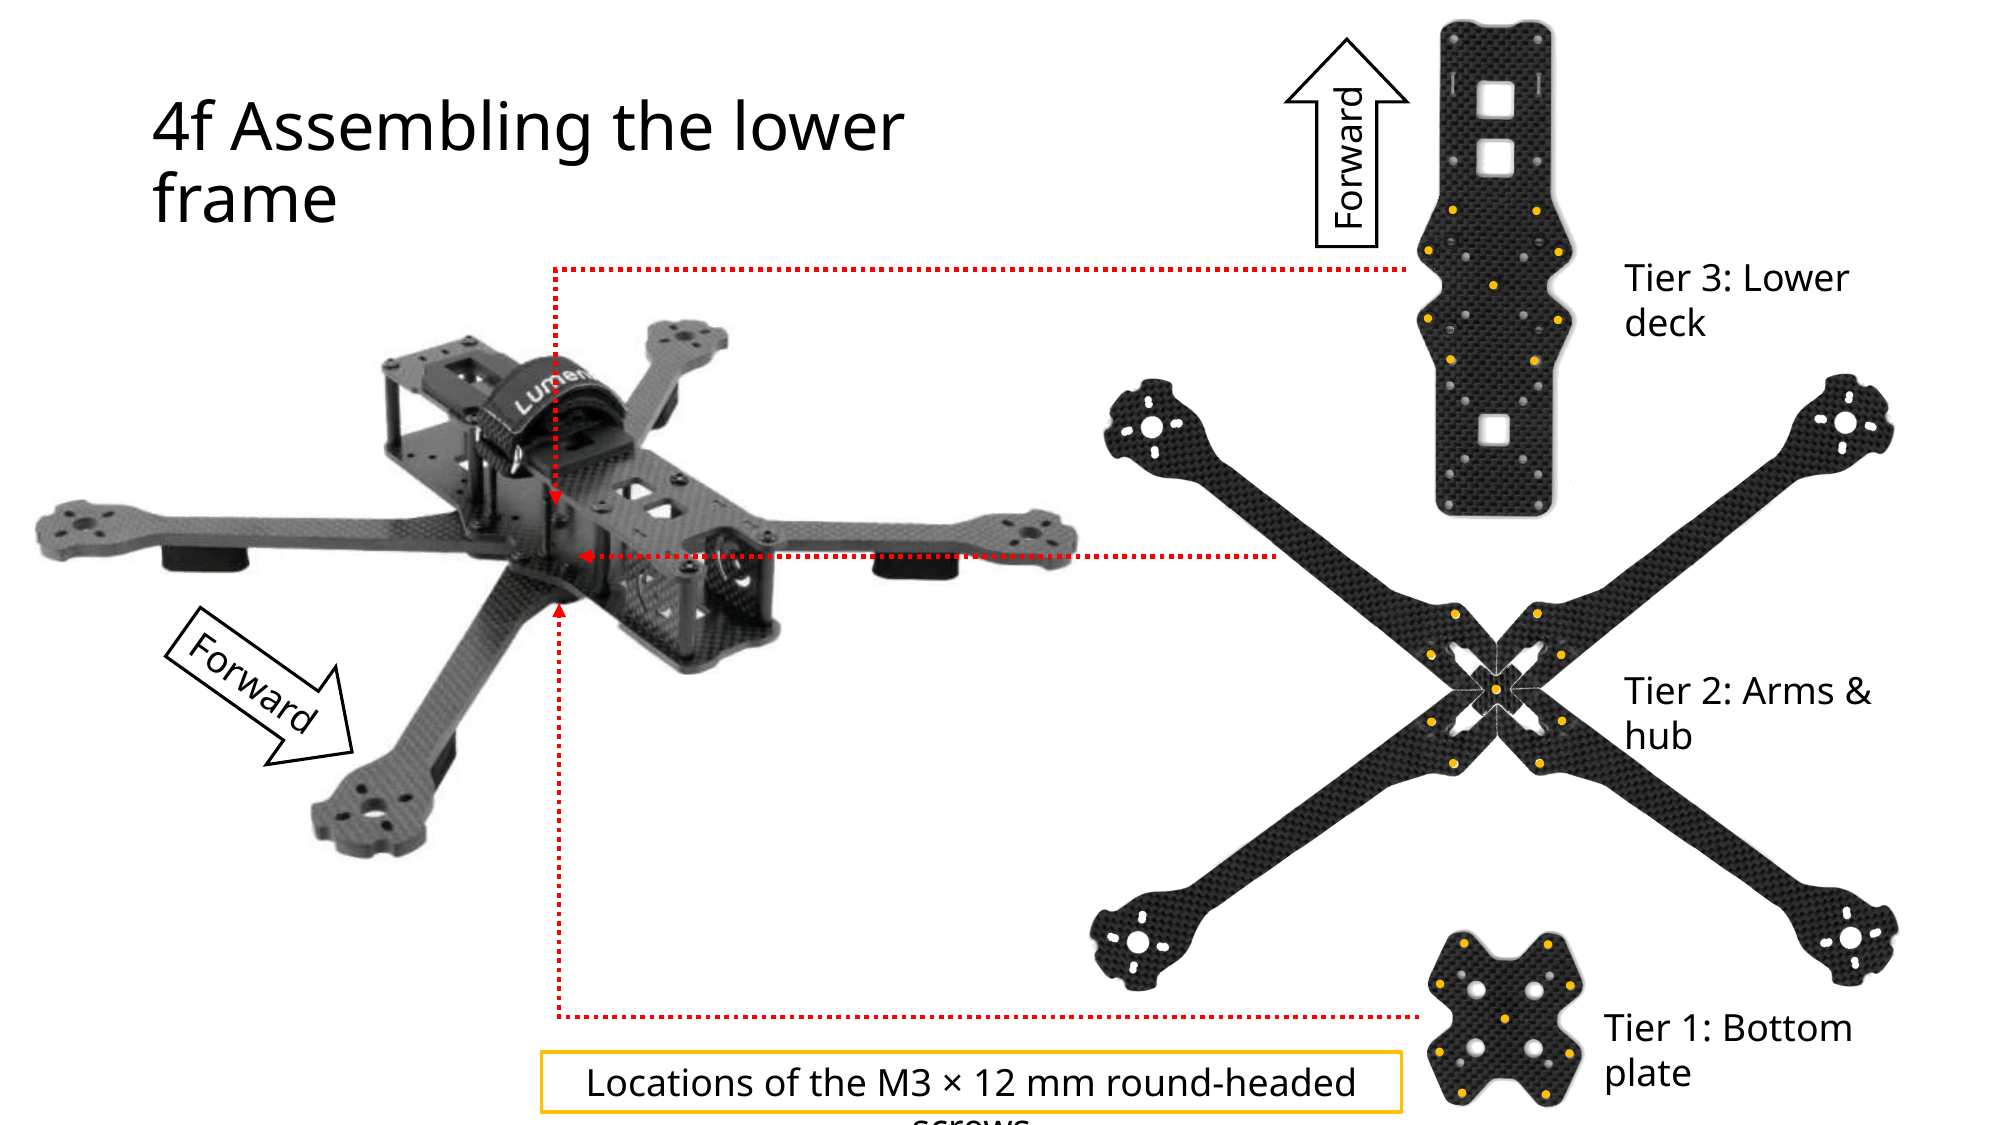 4f Assembling the lower
frame
Forward
Tier 3: Lower
deck
Forward
Tier 2: Arms &
hub
Tier 1: Bottom
plate
Locations of the M3 × 12 mm round-headed
screws